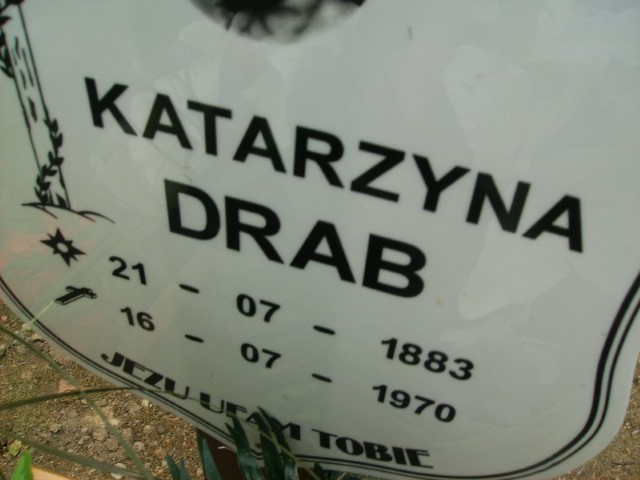 KATARZYNA
DRAB
21 - 07 - 1883
16 - 07 - 1970
JEZU UFAM TOBIE